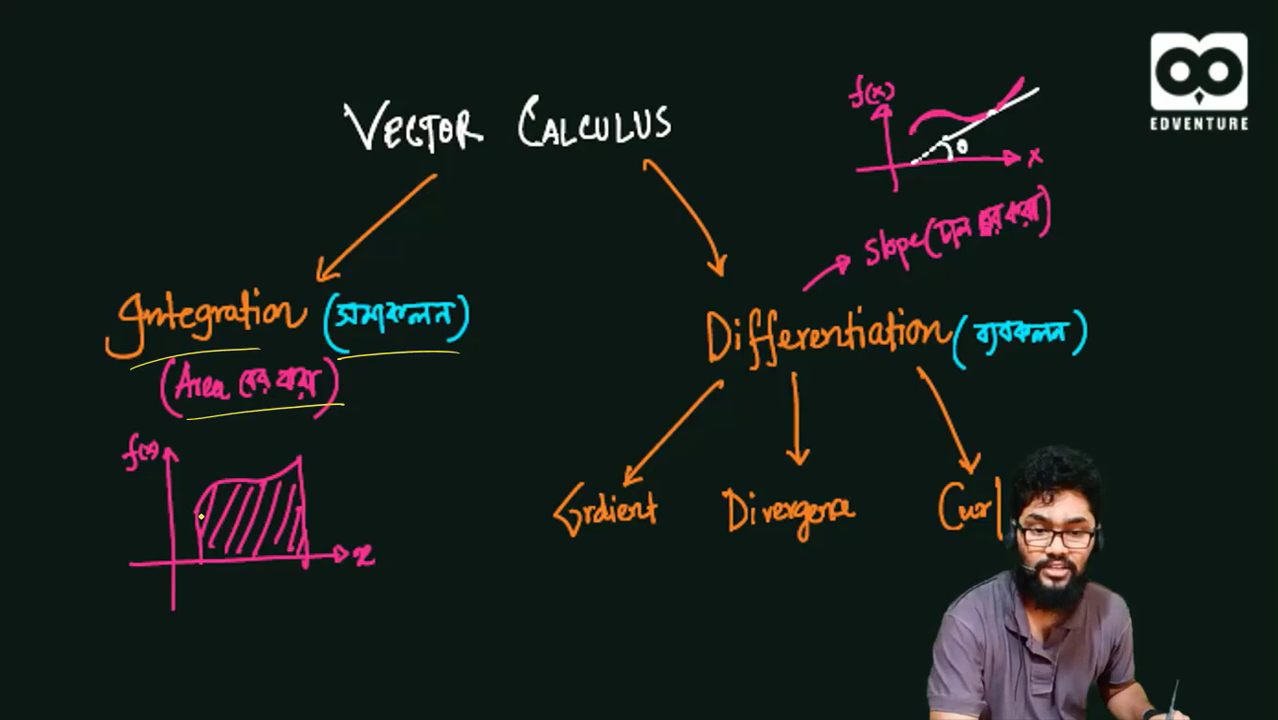 EDVENTURE
VECTOR CALCULUS
f(x)
θ
x
Slope (ঢাল বের করা)
Integration (সমাকলন)
Differentiation (ব্যবকলন)
(Area বের করা)
f(x)
x
Grdient
Divergence
Curl